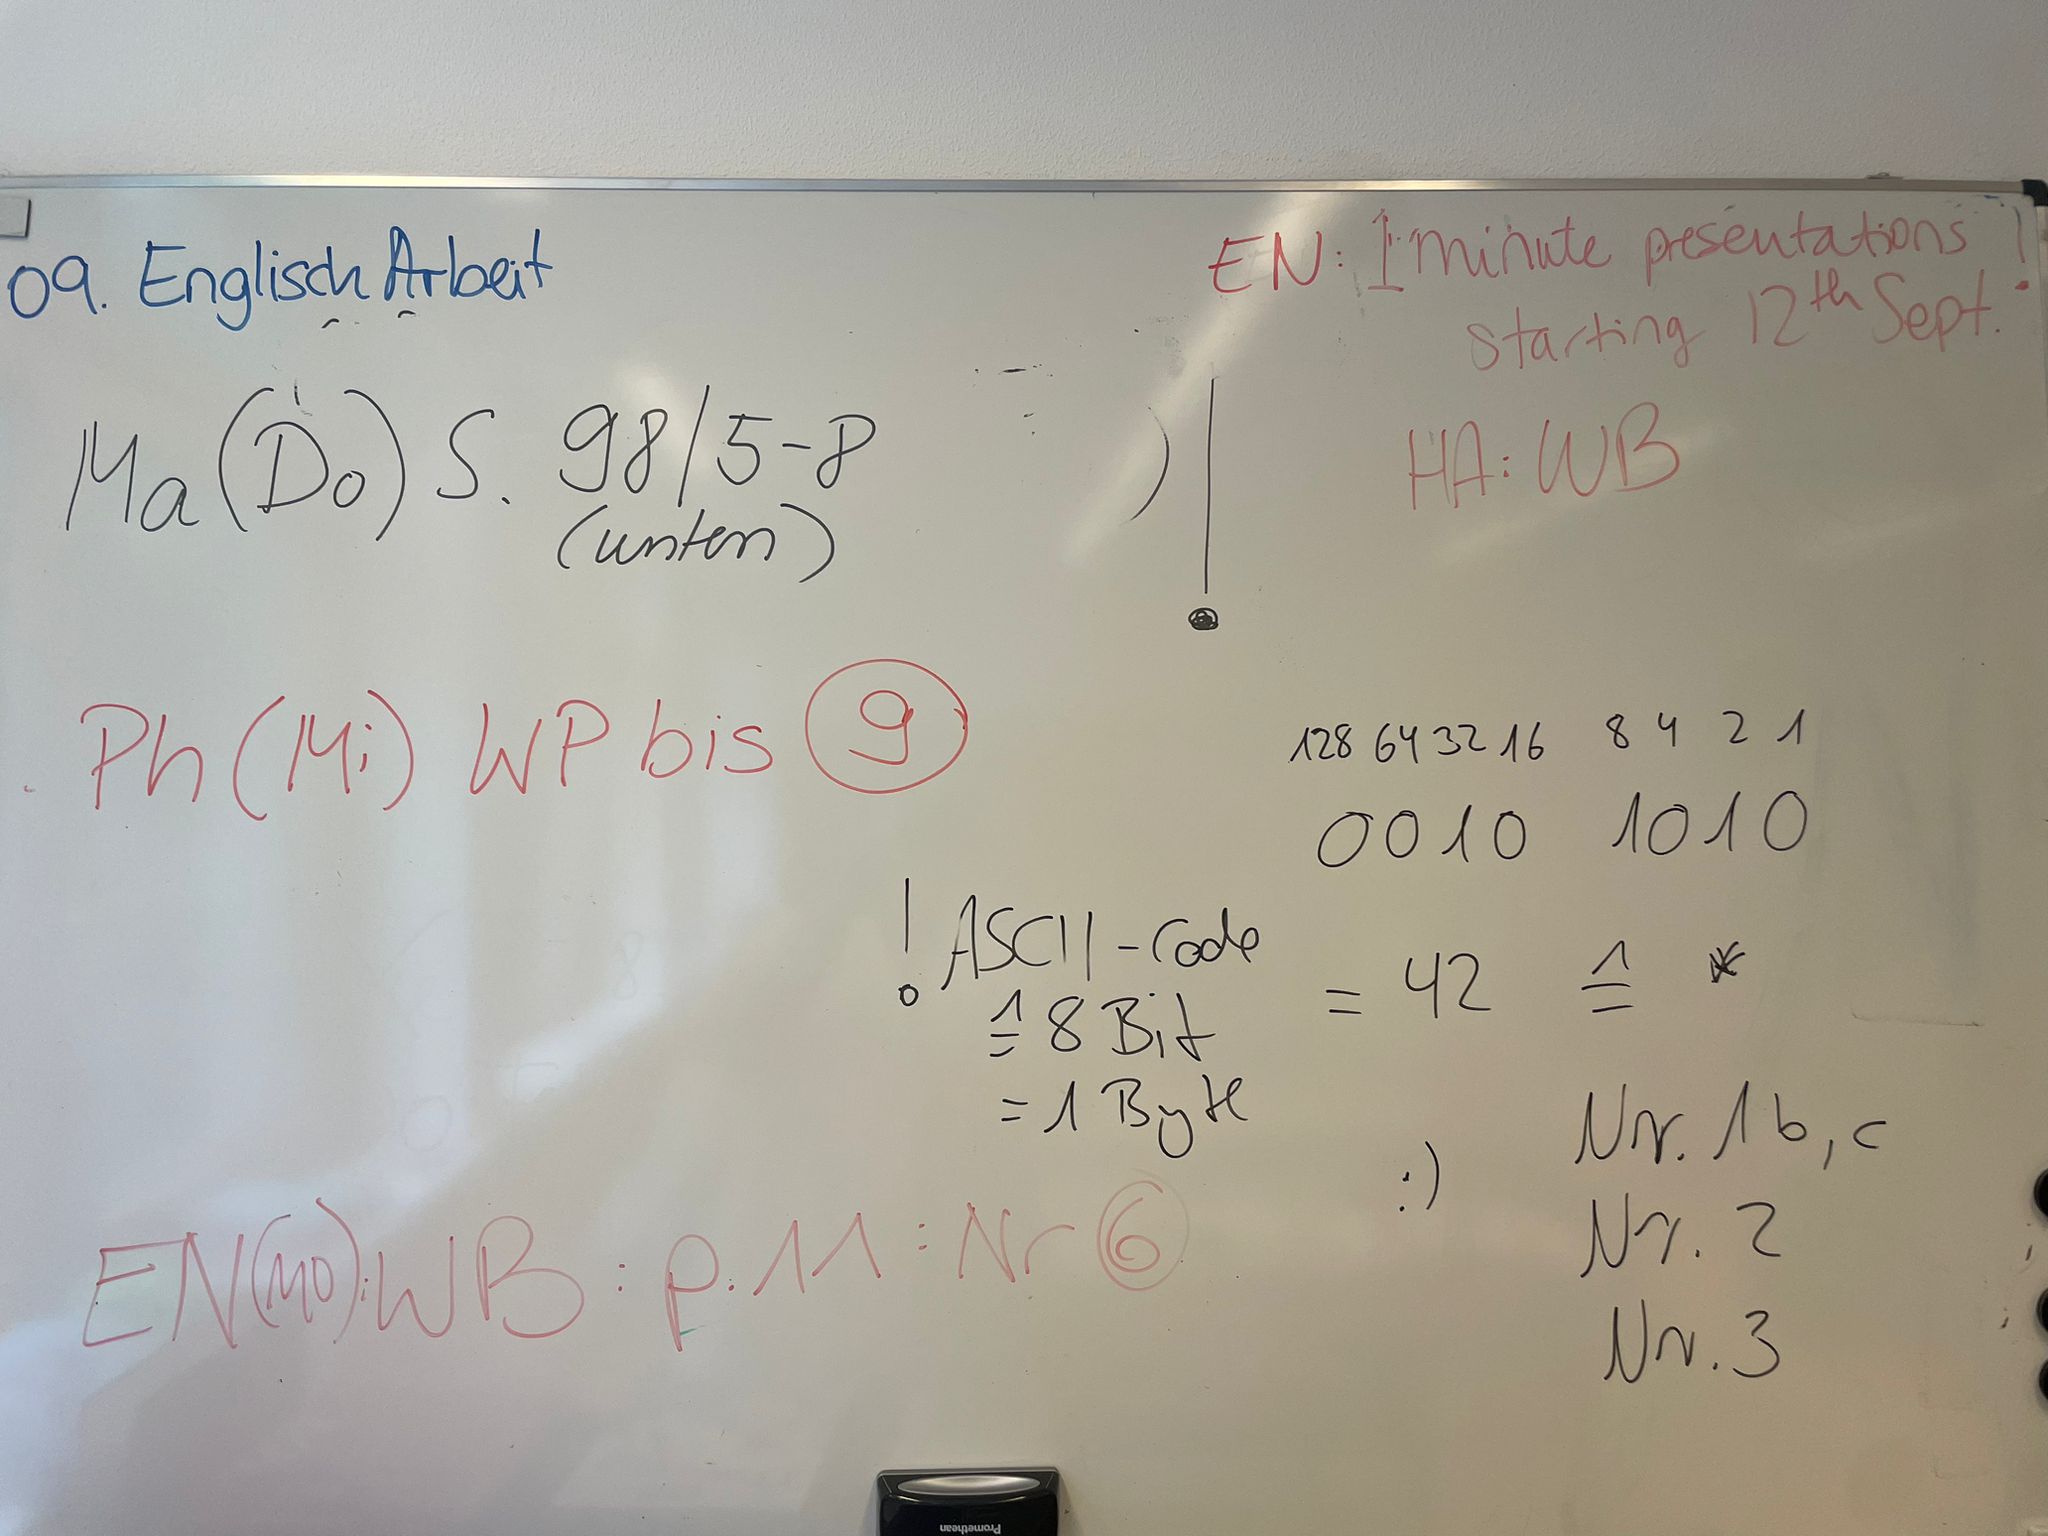 09. Englisch Arbeit
EN: 1 minute presentations !
starting 12th Sept.
Ma (Do) S. 98/5-8
(unten)
) !
HA: WB
Ph (Mi) WP bis 9
128 64 32 16 8 4 2 1
0010 1010
! ASCII-Code
≙ 8 Bit
= 1 Byte
= 42 ≙ *
:)
Nr. 1 b, c
Nr. 2
Nr. 3
EN (MO): WB: p. 11: Nr 6
Promethean